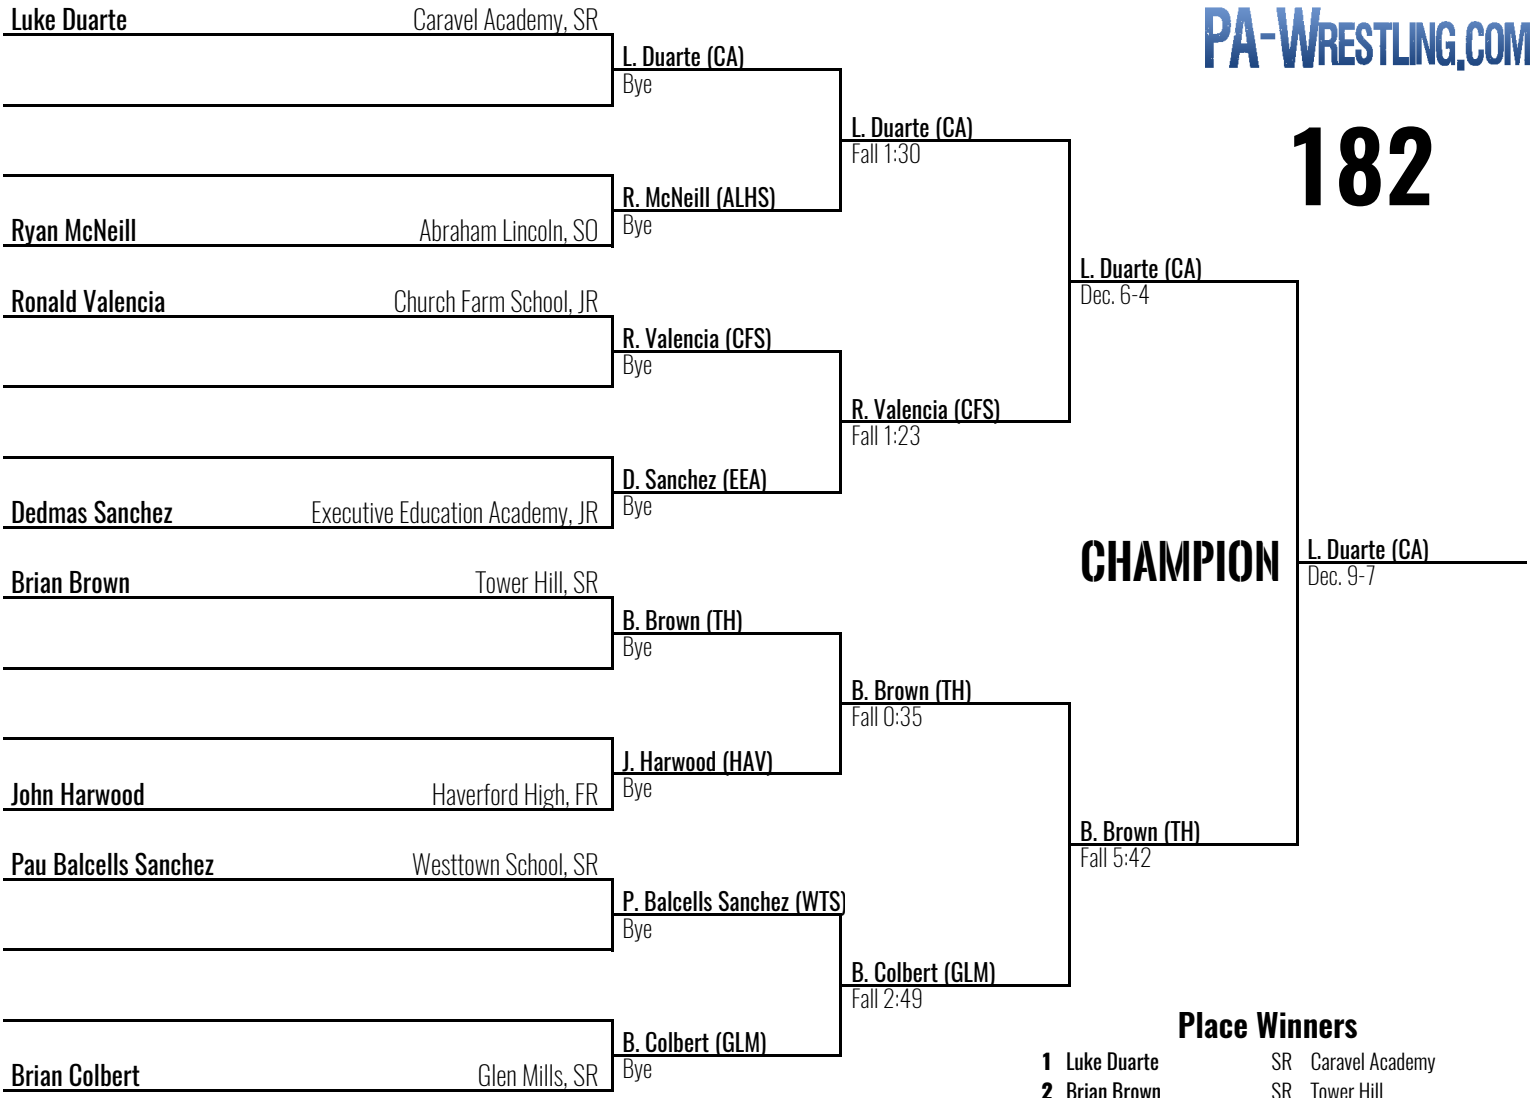 PA-WRESTLING.COM
182
Luke Duarte Caravel Academy, SR
L. Duarte (CA)
Bye
L. Duarte (CA)
Fall 1:30
R. McNeill (ALHS)
Bye
Ryan McNeill Abraham Lincoln, SO
L. Duarte (CA)
Dec. 6-4
Ronald Valencia Church Farm School, JR
R. Valencia (CFS)
Bye
R. Valencia (CFS)
Fall 1:23
D. Sanchez (EEA)
Bye
Dedmas Sanchez Executive Education Academy, JR
CHAMPION
L. Duarte (CA)
Dec. 9-7
Brian Brown Tower Hill, SR
B. Brown (TH)
Bye
B. Brown (TH)
Fall 0:35
J. Harwood (HAV)
Bye
John Harwood Haverford High, FR
B. Brown (TH)
Fall 5:42
Pau Balcells Sanchez Westtown School, SR
P. Balcells Sanchez (WTS)
Bye
B. Colbert (GLM)
Fall 2:49
B. Colbert (GLM)
Bye
Brian Colbert Glen Mills, SR
Place Winners
1 Luke Duarte SR Caravel Academy
2 Brian Brown SR Tower Hill